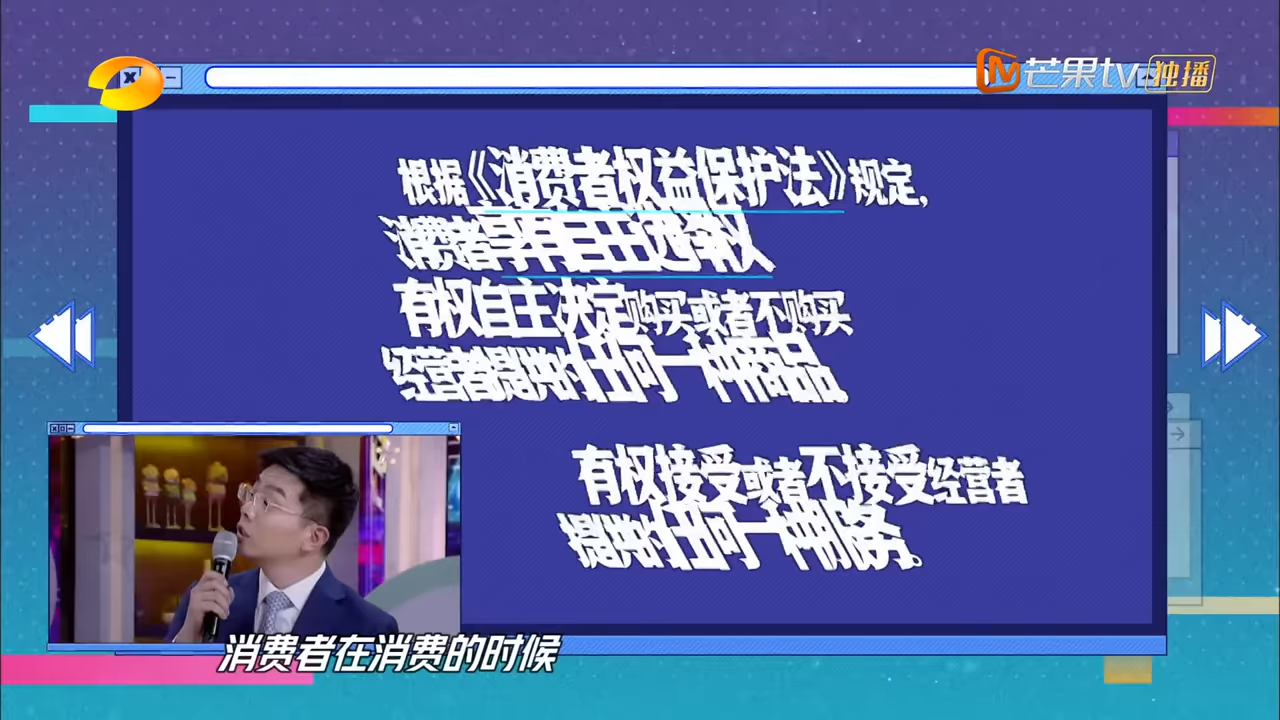 芒果tv 独播
根据《消费者权益保护法》规定,
消费者享有自主选择权
有权自主决定购买或者不购买
经营者提供的任何一种商品
有权接受或者不接受经营者
提供的任何一种服务。
消费者在消费的时候